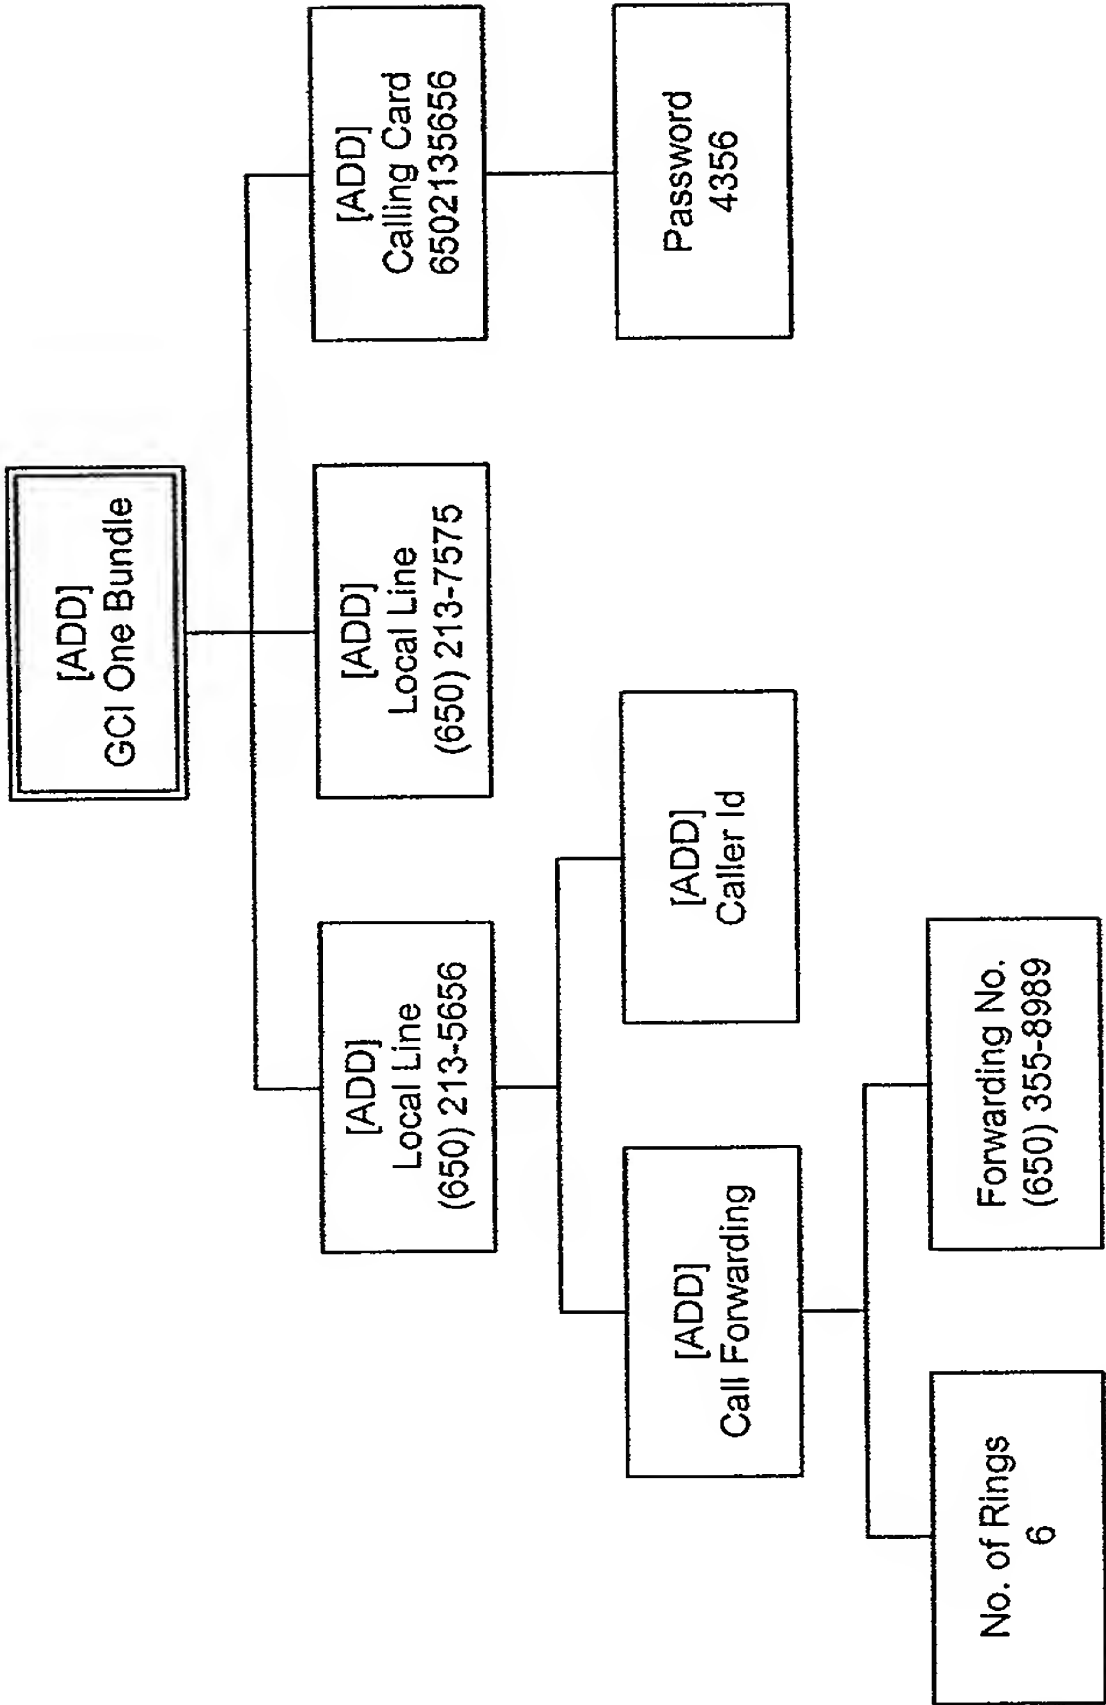 [ADD]
GCI One Bundle
[ADD]
Local Line
(650) 213-5656
[ADD]
Local Line
(650) 213-7575
[ADD]
Calling Card
6502135656
[ADD]
Call Forwarding
[ADD]
Caller Id
Password
4356
No. of Rings
6
Forwarding No.
(650) 355-8989